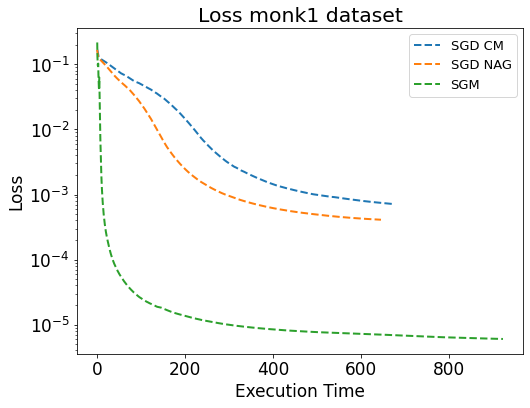 Loss monk1 dataset
SGD CM
SGD NAG
SGM
Loss
10⁻¹
10⁻²
10⁻³
10⁻⁴
10⁻⁵
0 200 400 600 800
Execution Time